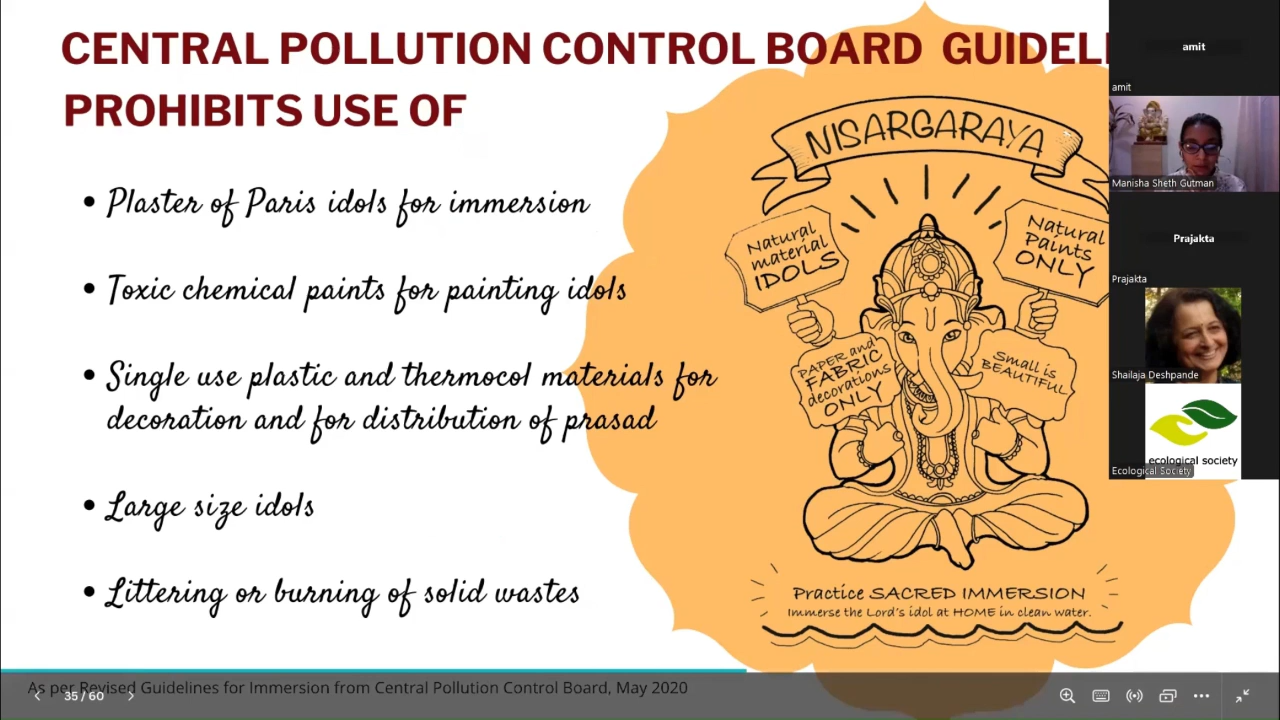 CENTRAL POLLUTION CONTROL BOARD GUIDELI
PROHIBITS USE OF
• Plaster of Paris idols for immersion
• Toxic chemical paints for painting idols
• Single use plastic and thermocol materials for
decoration and for distribution of prasad
• Large size idols
• Littering or burning of solid wastes
As per Revised Guidelines for Immersion from Central Pollution Control Board, May 2020
35 / 60
NISARGARAYA
Natural
material
IDOLS
Natural
Paints
ONLY
PAPER and
FABRIC
decorations
ONLY
Small is
BEAUTIFUL
Practice SACRED IMMERSION
Immerse the Lord's idol at HOME in clean water.
amit
amit
Manisha Sheth Gutman
Prajakta
Prajakta
Shailaja Deshpande
ecological society
Ecological Society